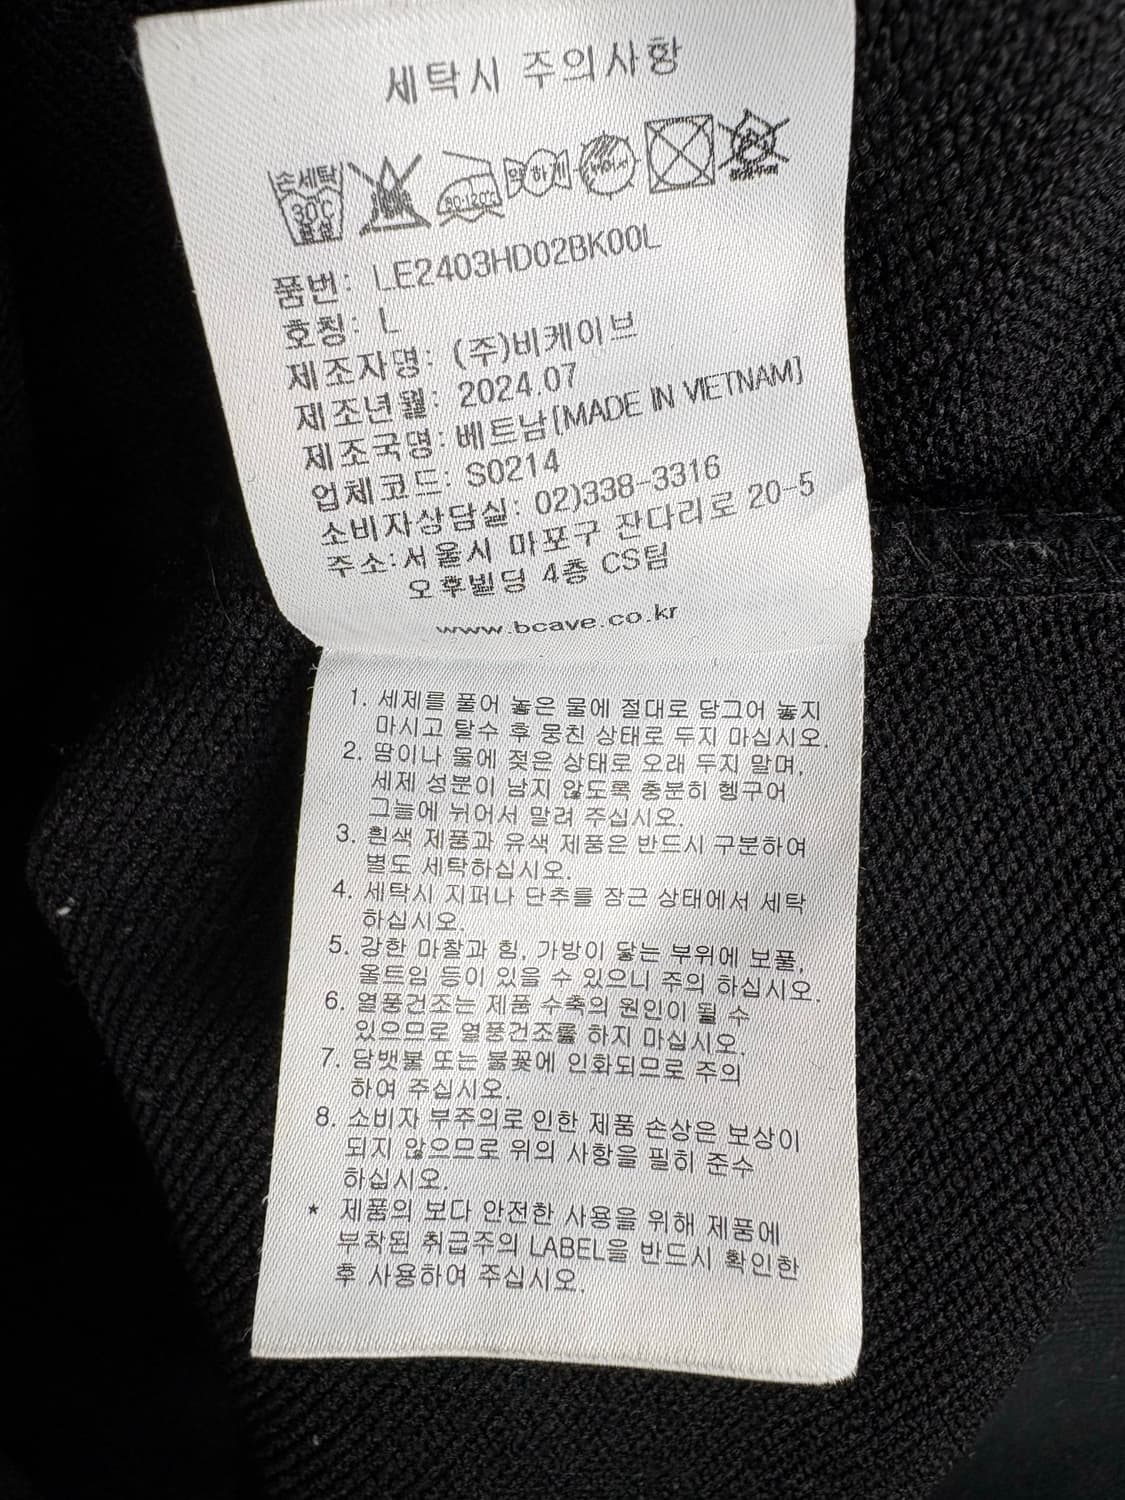 세탁시 주의사항
손세탁
30℃
중성
80-120℃
약하게
드라이
품번: LE2403HD02BK00L
호칭: L
제조자명: (주)비케이브
제조년월: 2024.07
제조국명: 베트남[MADE IN VIETNAM]
업체코드: S0214
소비자상담실: 02)338-3316
주소:서울시 마포구 잔다리로 20-5
오후빌딩 4층 CS팀
www.bcave.co.kr
1. 세제를 풀어 놓은 물에 절대로 담그어 놓지
마시고 탈수 후 뭉친 상태로 두지 마십시오.
2. 땀이나 물에 젖은 상태로 오래 두지 말며,
세제 성분이 남지 않도록 충분히 헹구어
그늘에 뉘어서 말려 주십시오.
3. 흰색 제품과 유색 제품은 반드시 구분하여
별도 세탁하십시오.
4. 세탁시 지퍼나 단추를 잠근 상태에서 세탁
하십시오.
5. 강한 마찰과 힘, 가방이 닿는 부위에 보풀,
올트임 등이 있을 수 있으니 주의 하십시오.
6. 열풍건조는 제품 수축의 원인이 될 수
있으므로 열풍건조를 하지 마십시오.
7. 담뱃불 또는 불꽃에 인화되므로 주의
하여 주십시오.
8. 소비자 부주의로 인한 제품 손상은 보상이
되지 않으므로 위의 사항을 필히 준수
하십시오.
* 제품의 보다 안전한 사용을 위해 제품에
부착된 취급주의 LABEL을 반드시 확인한
후 사용하여 주십시오.